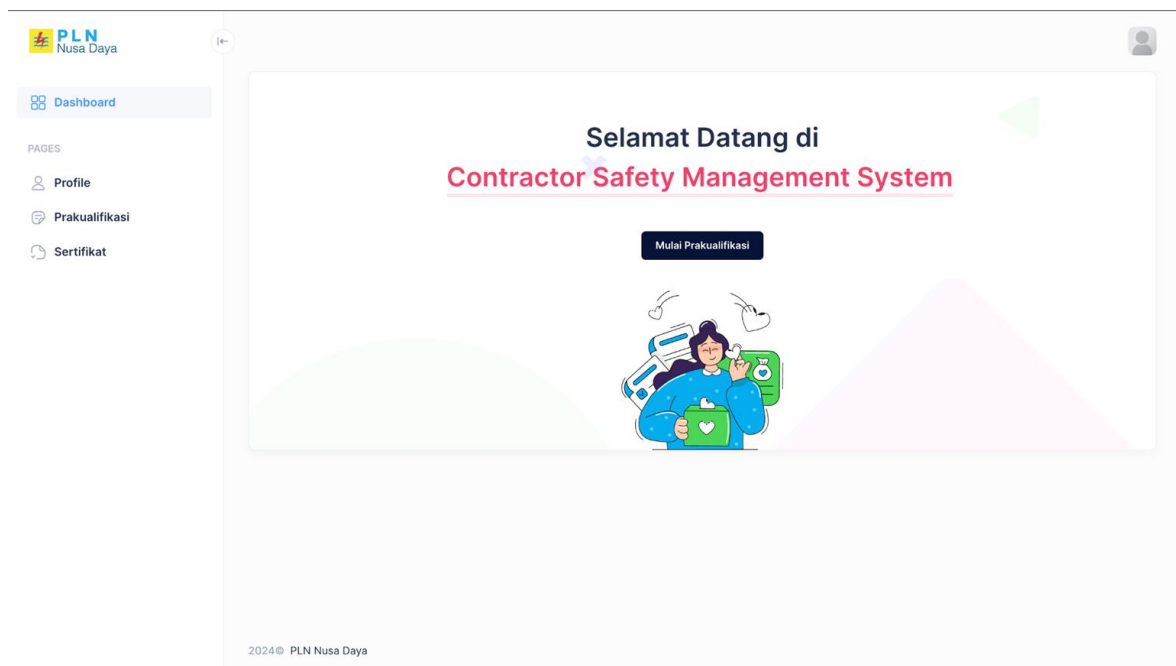 PLN
Nusa Daya
Dashboard
PAGES
Profile
Prakualifikasi
Sertifikat
Selamat Datang di
Contractor Safety Management System
Mulai Prakualifikasi
2024© PLN Nusa Daya